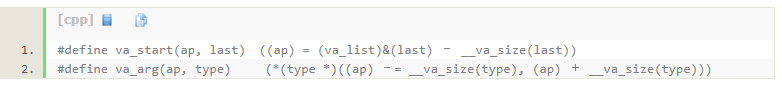 [cpp]
1. #define va_start(ap, last) ((ap) = (va_list)&(last) - __va_size(last))
2. #define va_arg(ap, type) (*(type *)((ap) -= __va_size(type), (ap) + __va_size(type)))